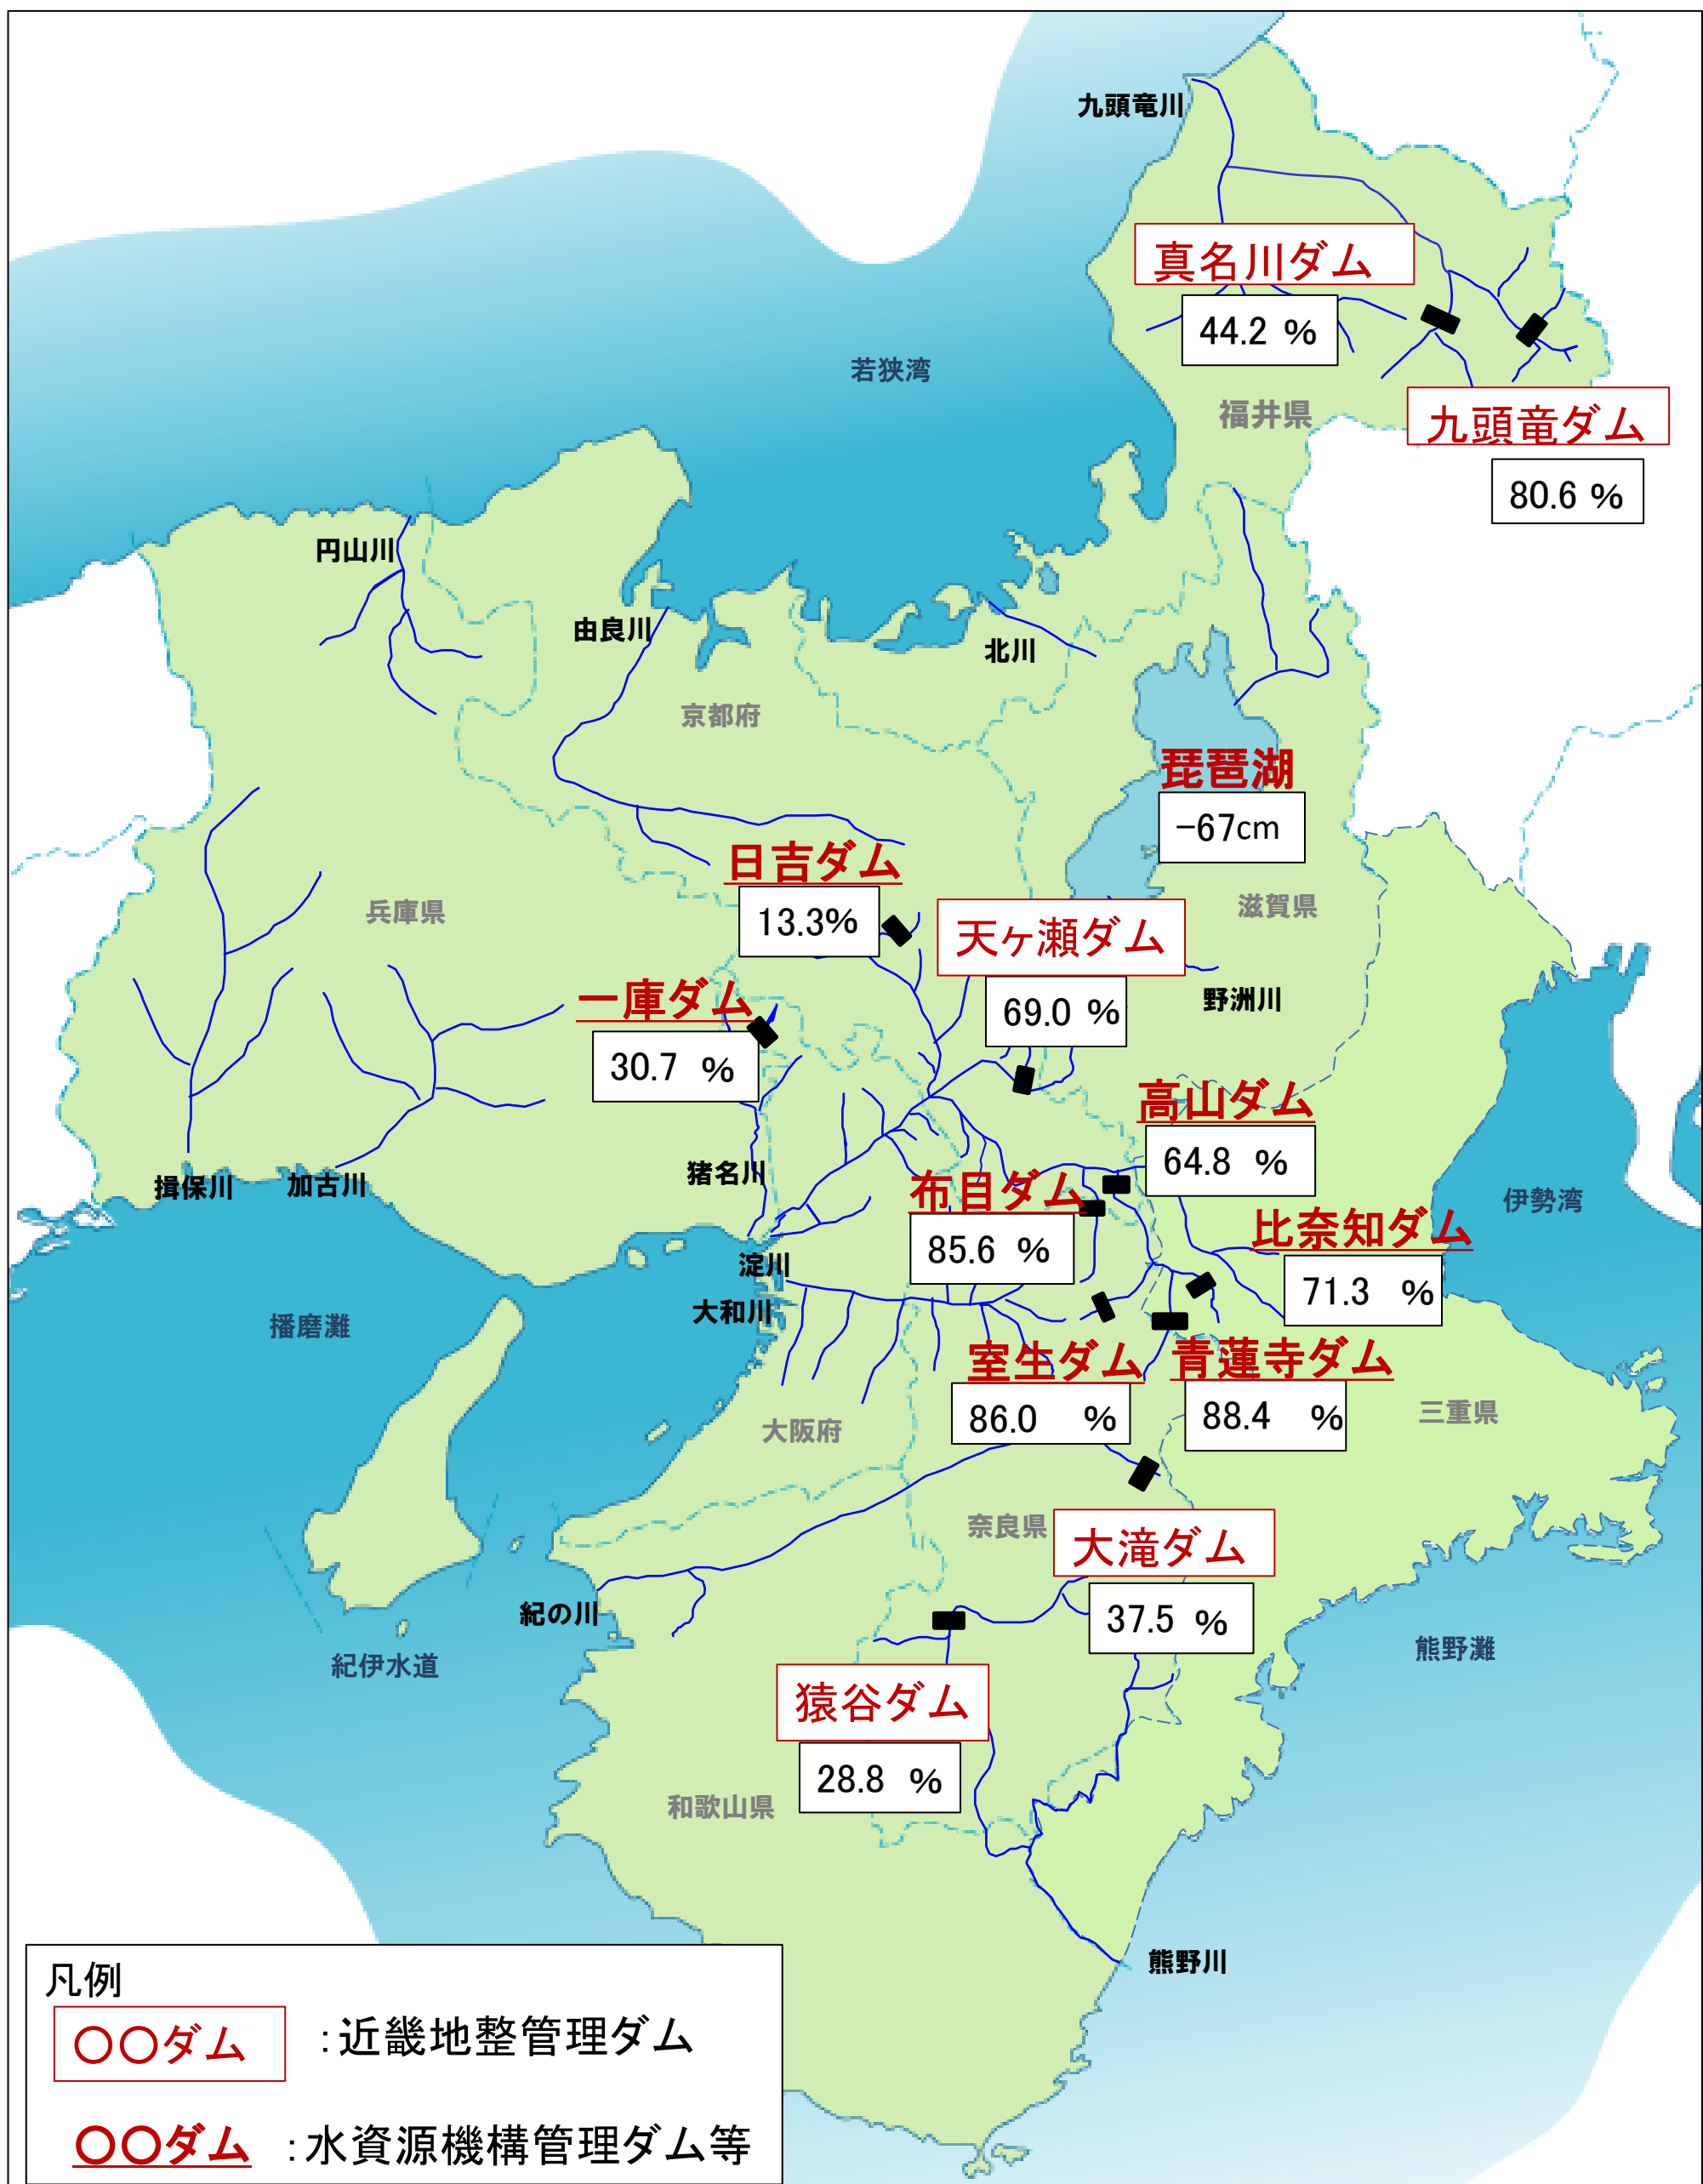 九頭竜川
真名川ダム
44.2 %
若狭湾
福井県
九頭竜ダム
80.6 %
円山川
由良川
北川
京都府
琵琶湖
-67cm
日吉ダム
13.3%
兵庫県
天ヶ瀬ダム
69.0 %
滋賀県
野洲川
一庫ダム
30.7 %
高山ダム
64.8 %
猪名川
揖保川
加古川
布目ダム
85.6 %
伊勢湾
比奈知ダム
71.3 %
淀川
大和川
播磨灘
室生ダム
86.0 %
青蓮寺ダム
88.4 %
三重県
大阪府
奈良県
大滝ダム
37.5 %
紀の川
紀伊水道
熊野灘
猿谷ダム
28.8 %
和歌山県
熊野川
凡例
〇〇ダム :近畿地整管理ダム
〇〇ダム :水資源機構管理ダム等